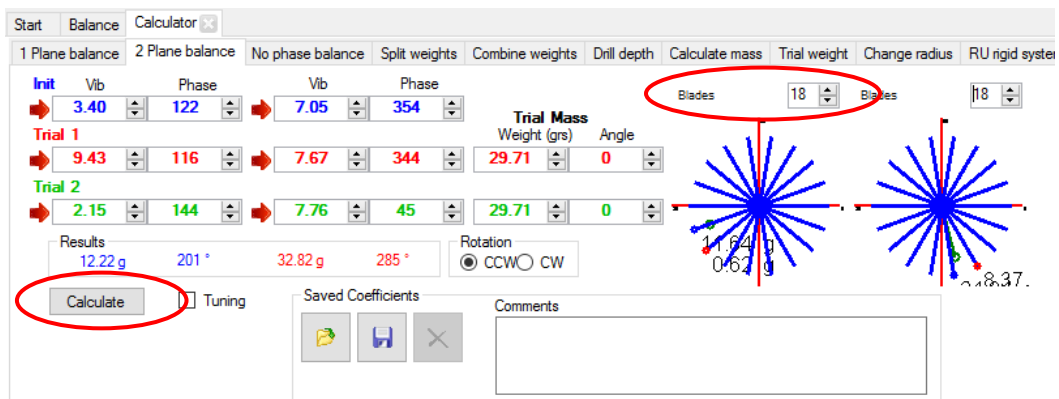 Start Balance Calculator
1 Plane balance 2 Plane balance No phase balance Split weights Combine weights Drill depth Calculate mass Trial weight Change radius RU rigid system
Init Vib Phase Vib Phase
3.40 122 7.05 354
Blades 18 Blades 18
Trial Mass
Trial 1 Weight (grs) Angle
9.43 116 7.67 344 29.71 0
Trial 2
2.15 144 7.76 45 29.71 0
Results Rotation
12.22 g 201 ° 32.82 g 285 ° CCW CW
11.64 g
0.62 g
8.37
Calculate Tuning Saved Coefficients Comments